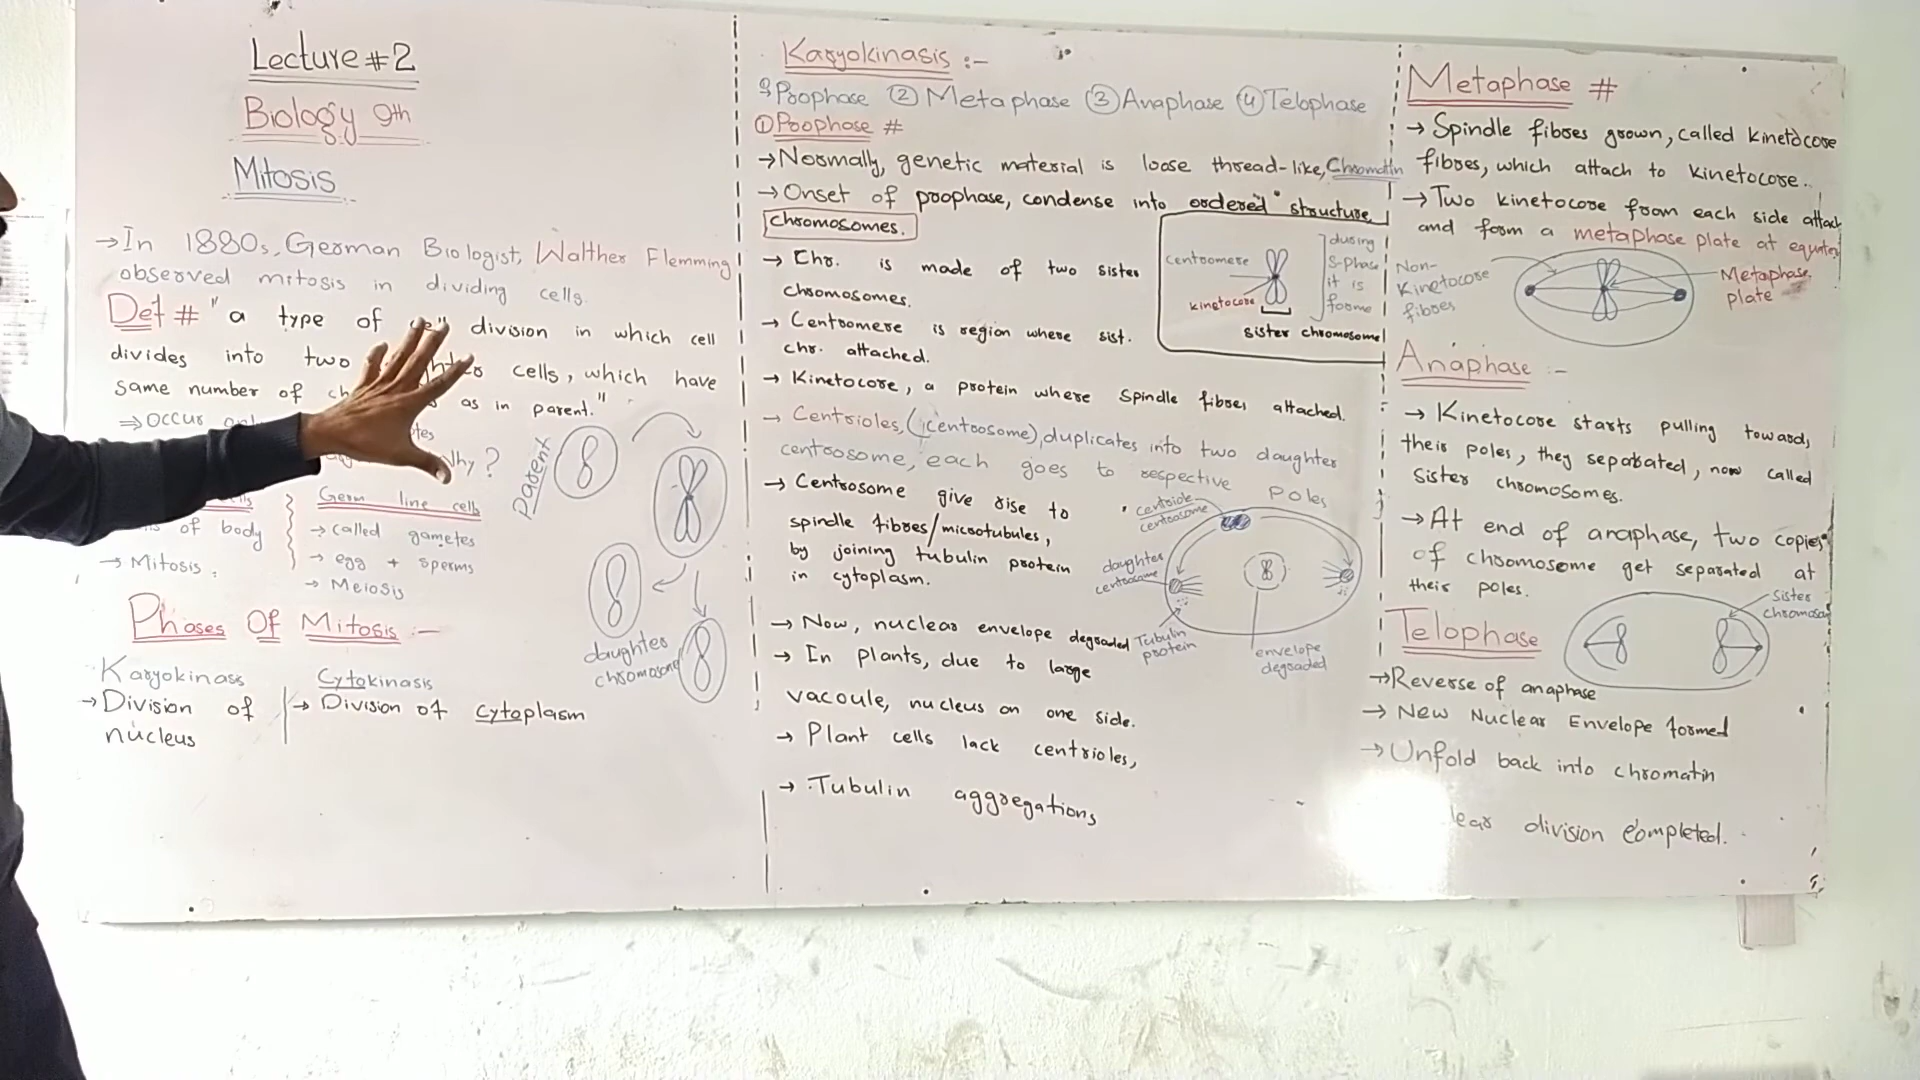 Lecture #2
Biology 9th
Mitosis
→ In 1880s, German Biologist, Walther Flemming
observed mitosis in dividing cells.
Def # "a type of cell division in which cell
divides into two cells, which have
same number of as in parent."
⇒ Occur
Why?
Germ line cells
of body
→ called gametes
→ egg + sperms
→ Mitosis.
→ Meiosis
Parent
daughter
chromosome
Phases Of Mitosis :-
Karyokinass
Cytokinasis
→ Division of
nucleus
→ Division of cytoplasm
Karyokinasis :-
① Prophase ② Metaphase ③ Anaphase ④ Telophase
① Prophase #
→ Normally, genetic material is loose thread-like, Chromatin
→ Onset of prophase, condense into ordered structure
chromosomes.
→ Chr. is made of two sister
chromosomes.
→ Centromere is region where sist.
chr. attached.
→ Kinetocore, a protein where spindle fibres attached.
→ Centrioles, (centrosome), duplicates into two daughter
centrosome, each goes to respective poles
→ Centrosome give rise to
spindle fibres/microtubules,
by joining tubulin protein
in cytoplasm.
→ Now, nuclear envelope degraded
→ In plants, due to large
vacoule, nucleus on one side.
→ Plant cells lack centrioles,
→ Tubulin aggregations
centromere
kinetocore
during
S-phase
it is
forme
sister chromosome
centriole
centrosome
daughter
centrosome
Tubulin
protein
envelope
degraded
Metaphase #
→ Spindle fibres grown, called kinetocore
fibres, which attach to kinetocore.
→ Two kinetocore from each side attach
and form a metaphase plate at equater
Non-
Kinetocore
fibres
Metaphase
plate
Anaphase :-
→ Kinetocore starts pulling toward,
their poles, they separated, now called
sister chromosomes.
→ At end of anaphase, two copies
of chromosome get separated at
their poles.
Sister
chromosom
Telophase
→ Reverse of anaphase
→ New Nuclear Envelope formed
→ Unfold back into chromatin
lear division completed.